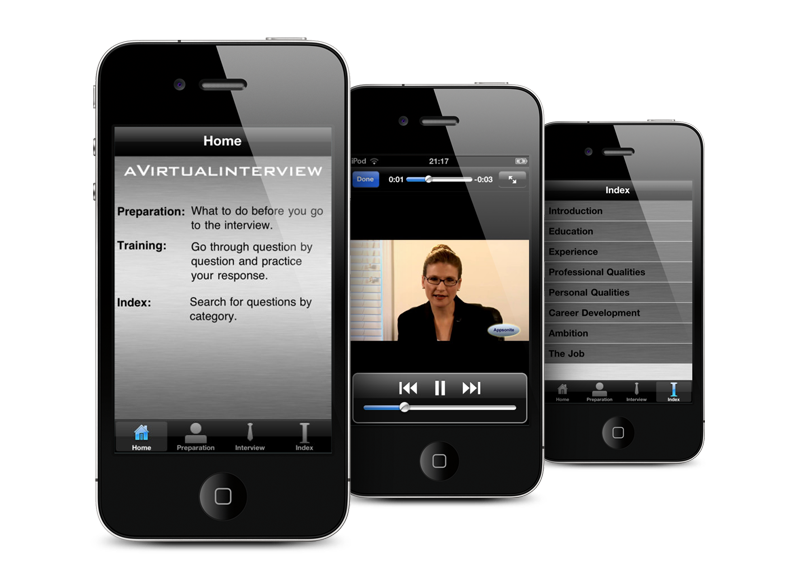 Home
aVirtualinterview
Preparation: What to do before you go
to the interview.
Training: Go through question by
question and practice
your response.
Index: Search for questions by
category.
Home Preparation Interview Index
iPod 21:17
Done 0:01 -0:03
Appsontic
Index
Introduction
Education
Experience
Professional Qualities
Personal Qualities
Career Development
Ambition
The Job
Home Preparation Interview Index